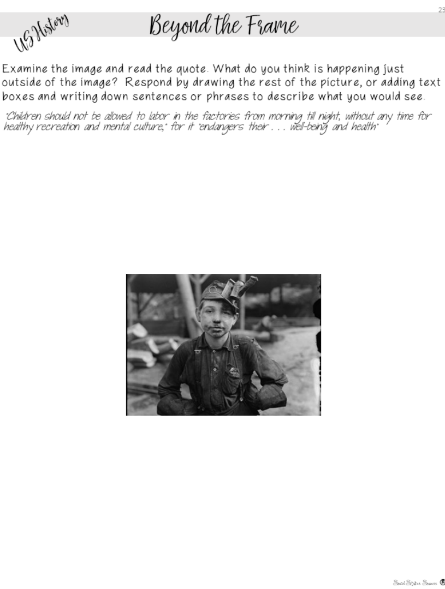 23
US History
Beyond the Frame
Examine the image and read the quote. What do you think is happening just
outside of the image? Respond by drawing the rest of the picture, or adding text
boxes and writing down sentences or phrases to describe what you would see.
"Children should not be allowed to labor in the factories from morning till night, without any time for
healthy recreation and mental culture," for it "endangers their . . . well-being and health"